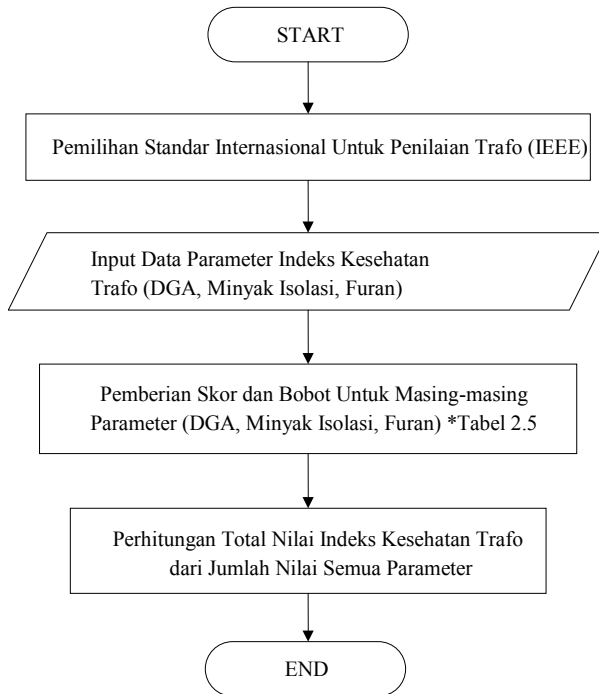 START
Pemilihan Standar Internasional Untuk Penilaian Trafo (IEEE)
Input Data Parameter Indeks Kesehatan
Trafo (DGA, Minyak Isolasi, Furan)
Pemberian Skor dan Bobot Untuk Masing-masing
Parameter (DGA, Minyak Isolasi, Furan) *Tabel 2.5
Perhitungan Total Nilai Indeks Kesehatan Trafo
dari Jumlah Nilai Semua Parameter
END